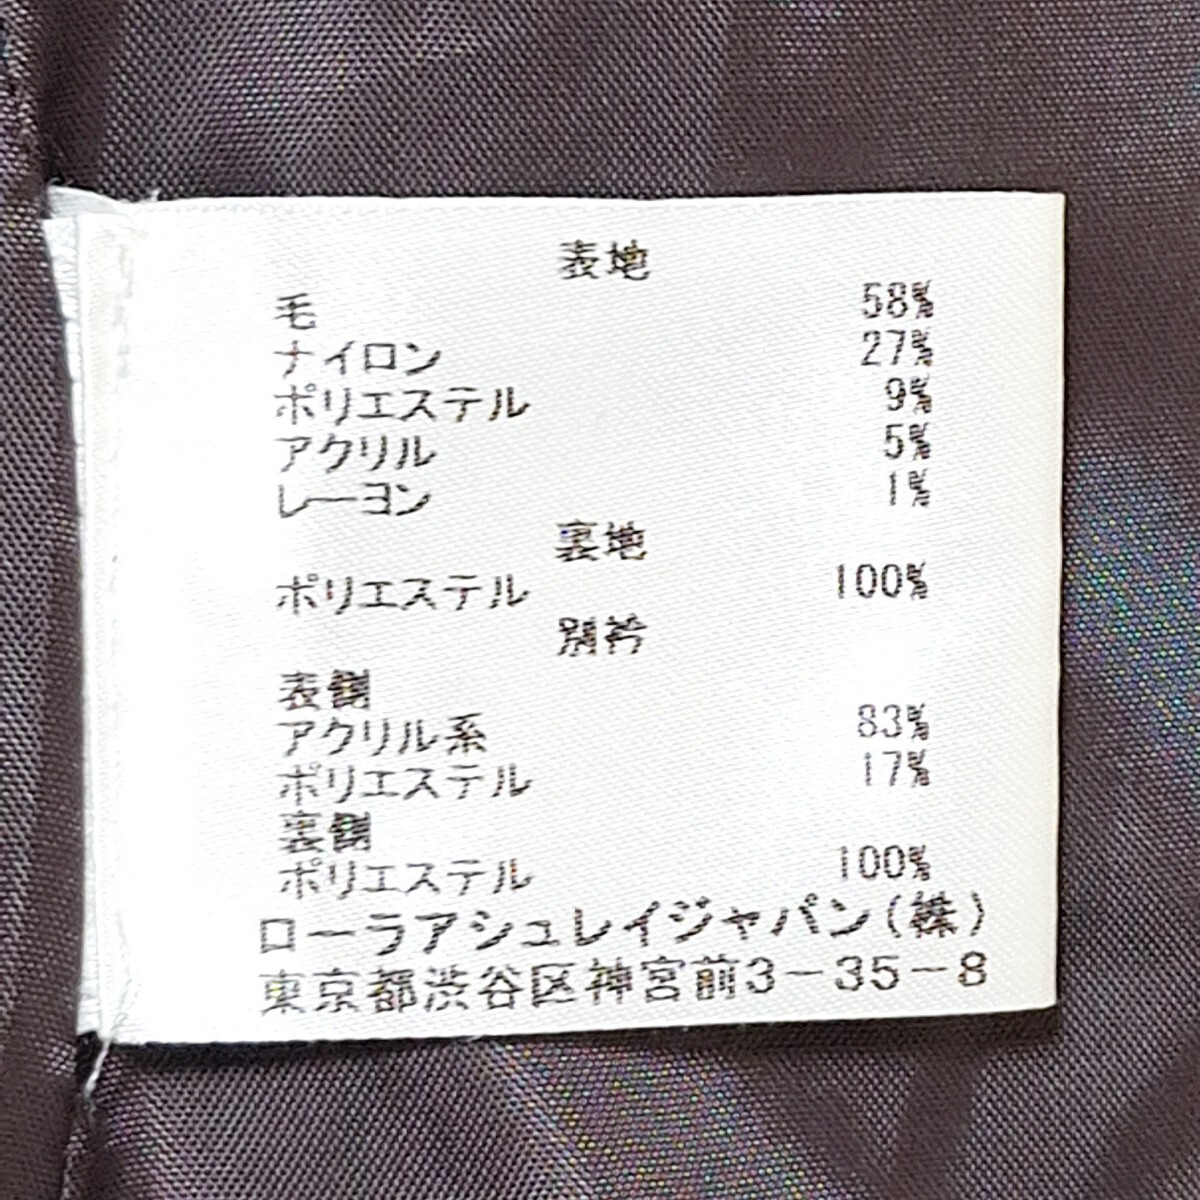 表地
毛 58%
ナイロン 27%
ポリエステル 9%
アクリル 5%
レーヨン 1%
裏地
ポリエステル 100%
別衿
表側
アクリル系 83%
ポリエステル 17%
裏側
ポリエステル 100%
ローラアシュレイジャパン(株)
東京都渋谷区神宮前3-35-8